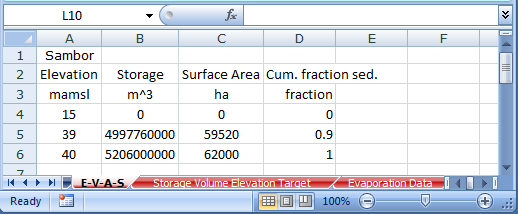 L10 fx
A B C D E F
1 Sambor
2 Elevation Storage Surface Area Cum. fraction sed.
3 mamsl m^3 ha fraction
4 15 0 0 0
5 39 4997760000 59520 0.9
6 40 5206000000 62000 1
E-V-A-S Storage Volume Elevation Target Evaporation Data
Ready 100%